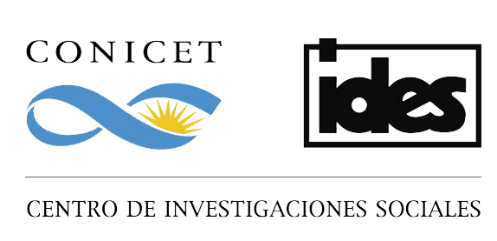 CONICET
ides
CENTRO DE INVESTIGACIONES SOCIALES